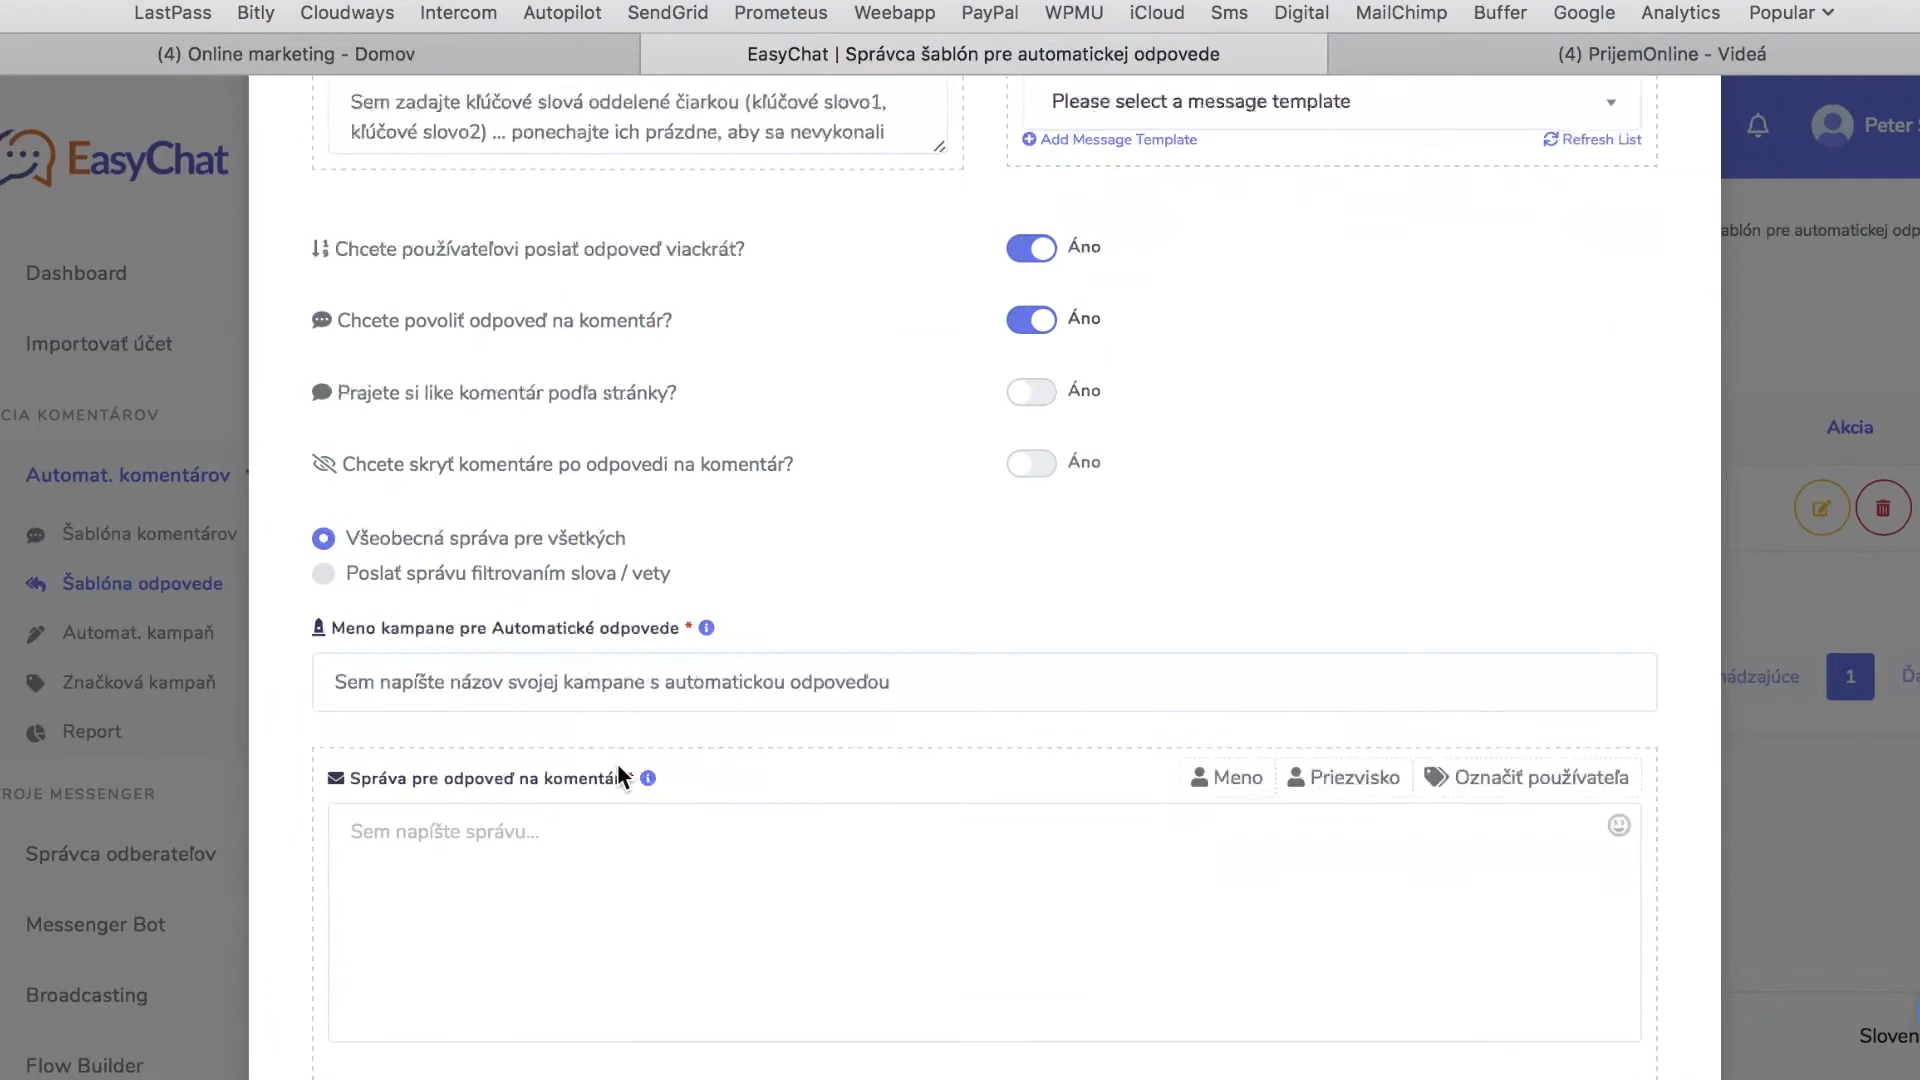 LastPass Bitly Cloudways Intercom Autopilot SendGrid Prometeus Weebapp PayPal WPMU iCloud Sms Digital MailChimp Buffer Google Analytics Popular
(4) Online marketing - Domov
EasyChat | Správca šablón pre automatickej odpovede
(4) PrijemOnline - Videá
EasyChat
Dashboard
Importovať účet
CIA KOMENTÁROV
Automat. komentárov
Šablóna komentárov
Šablóna odpovede
Automat. kampaň
Značková kampaň
Report
ROJE MESSENGER
Správca odberateľov
Messenger Bot
Broadcasting
Flow Builder
Sem zadajte kľúčové slová oddelené čiarkou (kľúčové slovo1,
kľúčové slovo2) ... ponechajte ich prázdne, aby sa nevykonali
Please select a message template
Add Message Template
Refresh List
Chcete používateľovi poslať odpoveď viackrát? Áno
Chcete povoliť odpoveď na komentár? Áno
Prajete si like komentár podľa stránky? Áno
Chcete skryť komentáre po odpovedi na komentár? Áno
Všeobecná správa pre všetkých
Poslať správu filtrovaním slova / vety
Meno kampane pre Automatické odpovede *
Sem napíšte názov svojej kampane s automatickou odpoveďou
Správa pre odpoveď na komentár
Meno Priezvisko Označiť používateľa
Sem napíšte správu...
Peter
ablón pre automatickej odp
Akcia
hádzajúce 1
Sloven